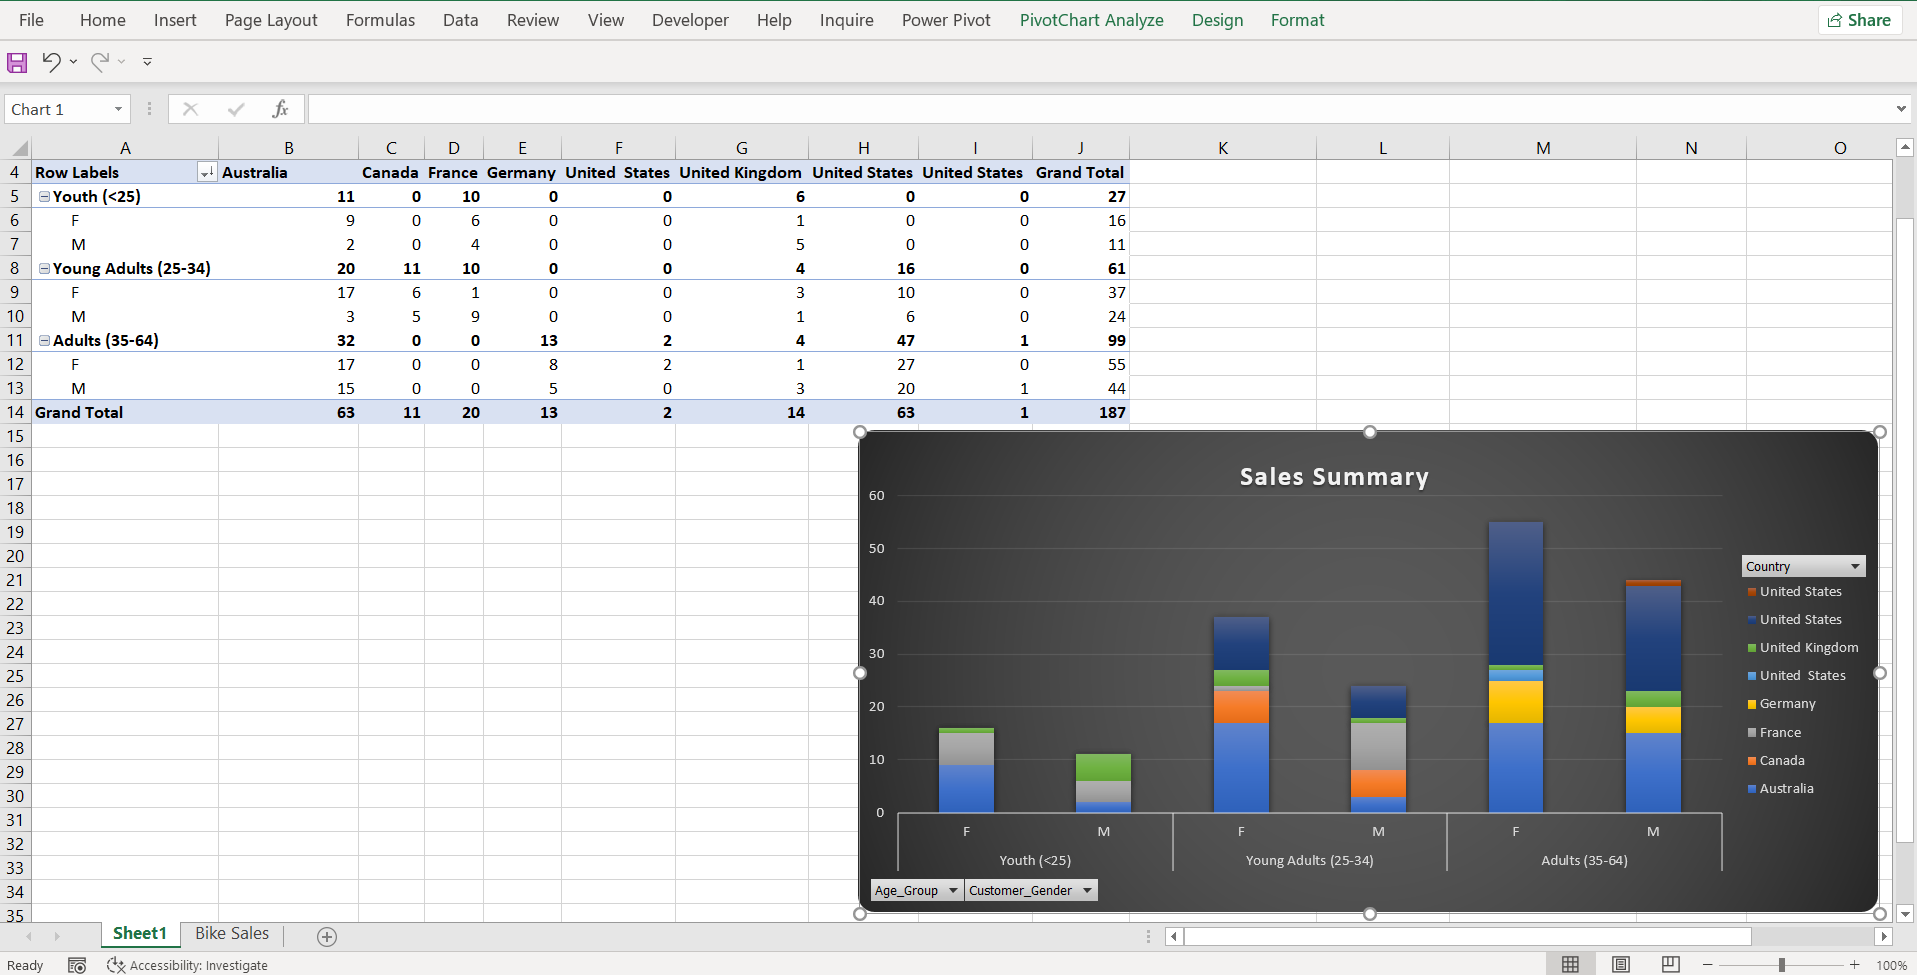 File Home Insert Page Layout Formulas Data Review View Developer Help Inquire Power Pivot PivotChart Analyze Design Format Share
Chart 1 fx
A B C D E F G H I J K L M N O
4 Row Labels Australia Canada France Germany United  States United Kingdom United States United States Grand Total
5 Youth (<25) 11 0 10 0 0 6 0 0 27
6 F 9 0 6 0 0 1 0 0 16
7 M 2 0 4 0 0 5 0 0 11
8 Young Adults (25-34) 20 11 10 0 0 4 16 0 61
9 F 17 6 1 0 0 3 10 0 37
10 M 3 5 9 0 0 1 6 0 24
11 Adults (35-64) 32 0 0 13 2 4 47 1 99
12 F 17 0 0 8 2 1 27 0 55
13 M 15 0 0 5 0 3 20 1 44
14 Grand Total 63 11 20 13 2 14 63 1 187
15
16
17
18
19
20
21
22
23
24
25
26
27
28
29
30
31
32
33
34
35
Sales Summary
60
50
40
30
20
10
0
F M F M F M
Youth (<25) Young Adults (25-34) Adults (35-64)
Age_Group Customer_Gender
Country
United States
United States
United Kingdom
United  States
Germany
France
Canada
Australia
Sheet1 Bike Sales
Ready Accessibility: Investigate 100%